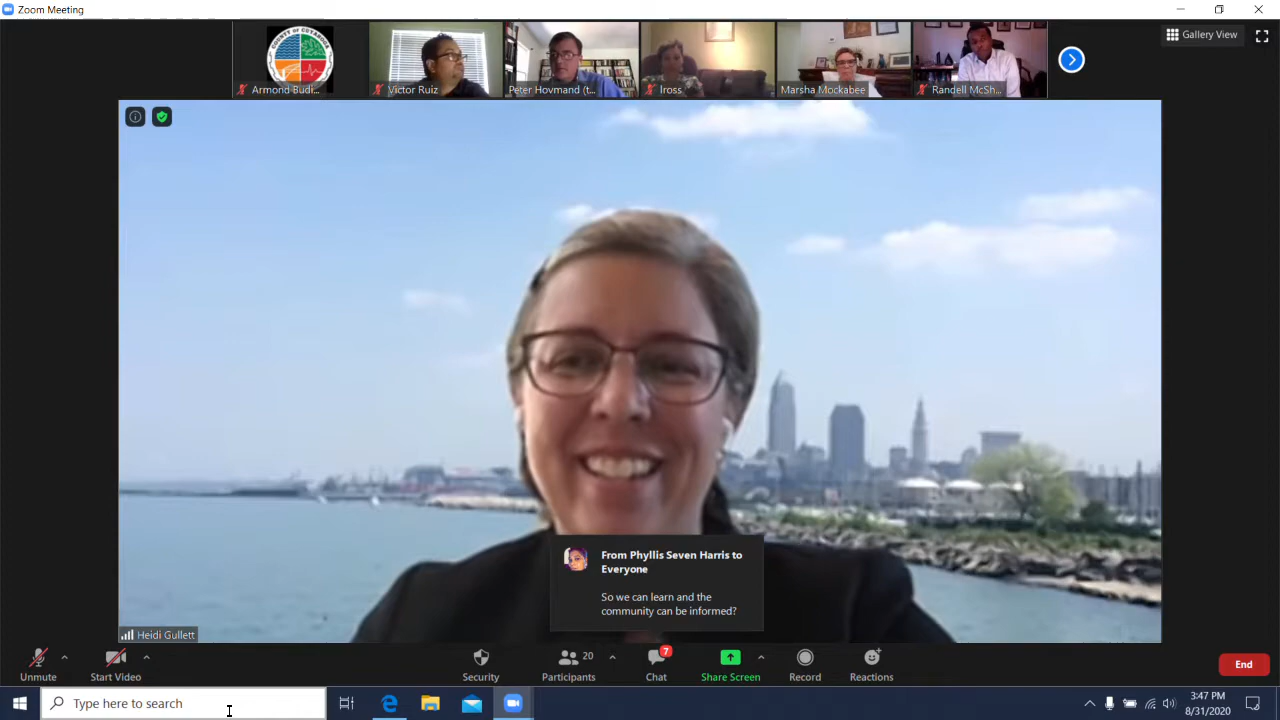 Zoom Meeting
Armond Budi...
Victor Ruiz
Peter Hovmand (t...
lross
Marsha Mockabee
Randell McSh...
Gallery View
From Phyllis Seven Harris to
Everyone
So we can learn and the
community can be informed?
Heidi Gullett
Unmute
Start Video
Security
Participants
20
Chat
7
Share Screen
Record
Reactions
End
Type here to search
3:47 PM
8/31/2020